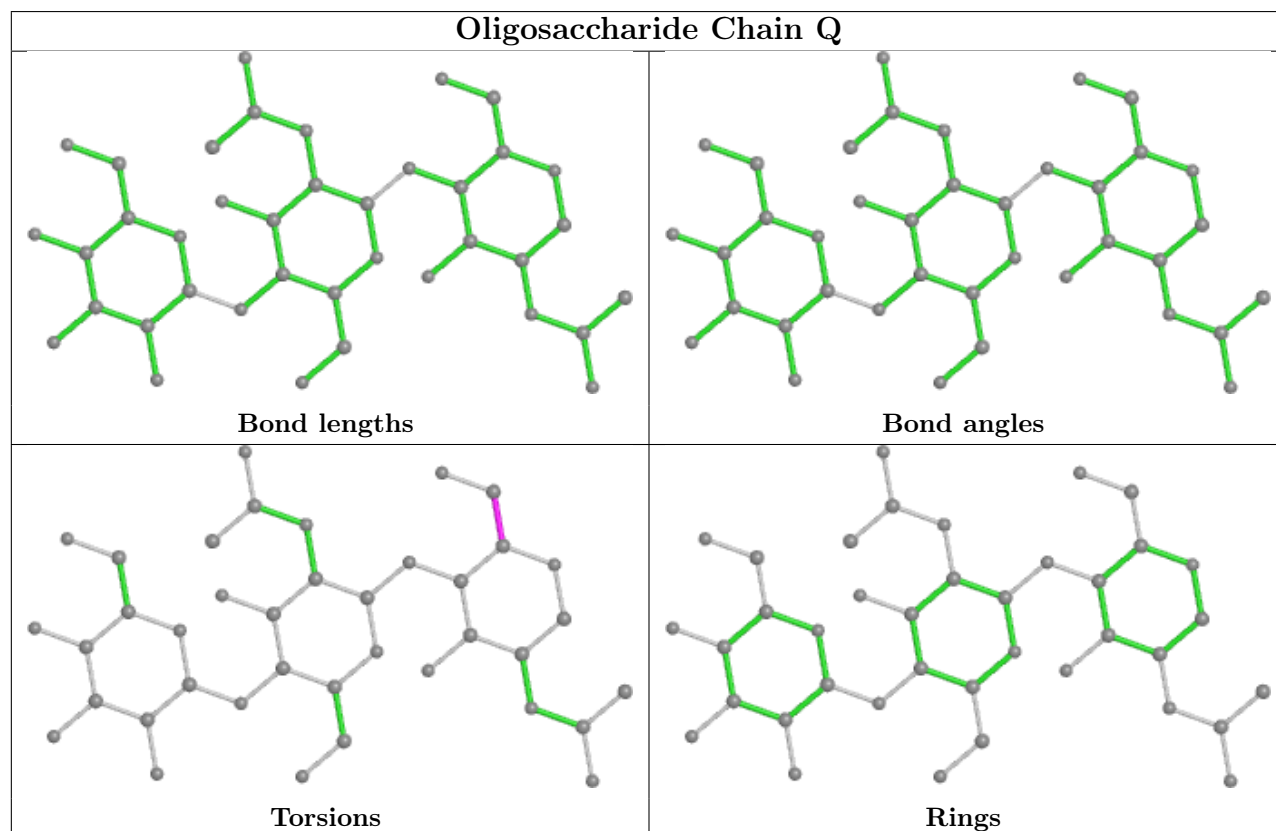 Oligosaccharide Chain Q
Bond lengths
Bond angles
Torsions
Rings